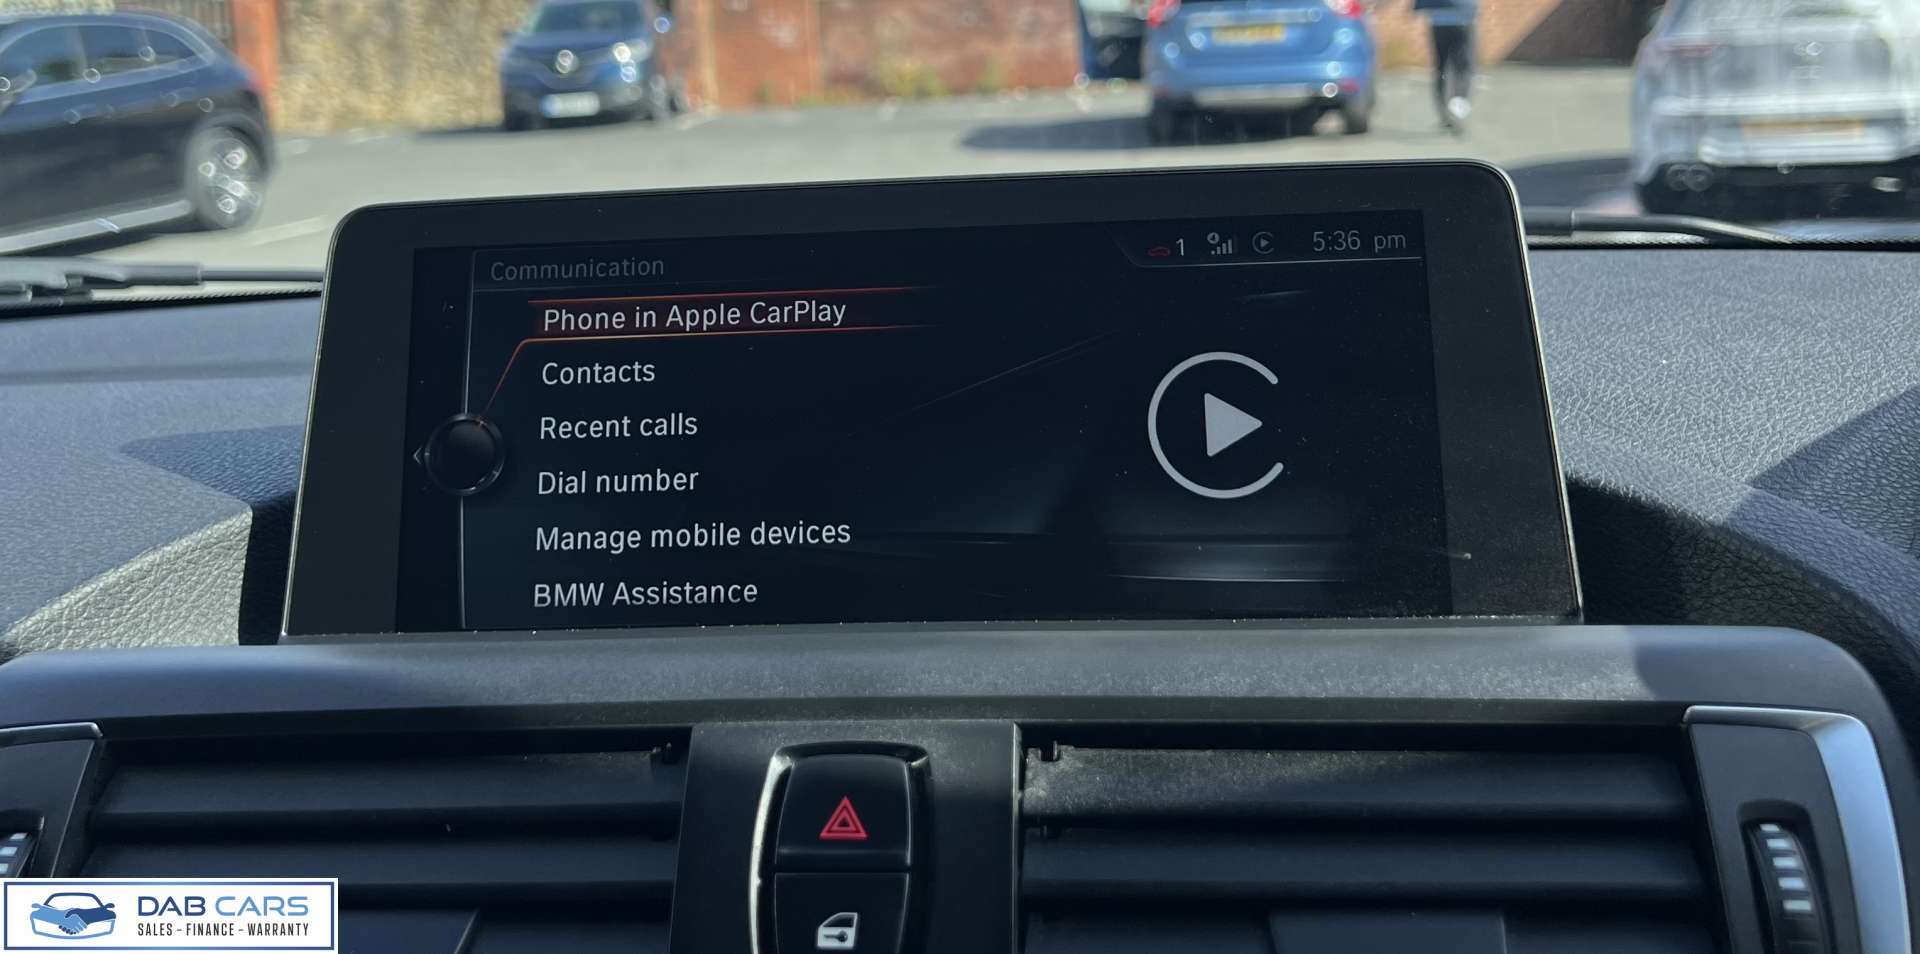 Communication
1
5:36 pm
Phone in Apple CarPlay
Contacts
Recent calls
Dial number
Manage mobile devices
BMW Assistance
DAB CARS
SALES - FINANCE - WARRANTY